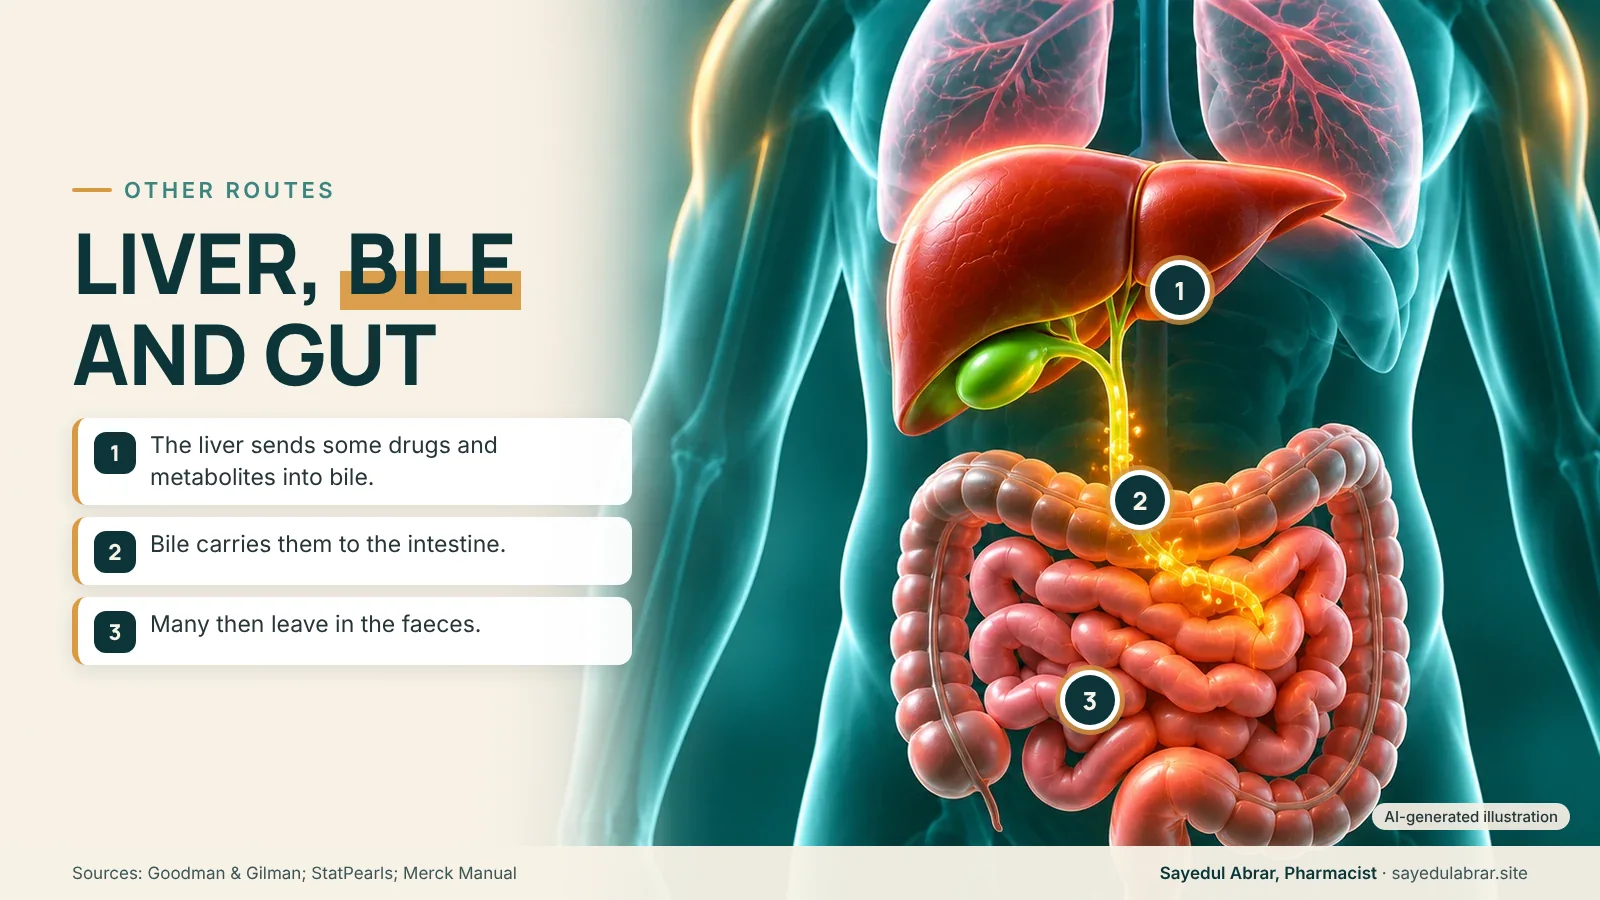 OTHER ROUTES
LIVER, BILE
AND GUT
1 The liver sends some drugs and
metabolites into bile.
2 Bile carries them to the intestine.
3 Many then leave in the faeces.
1
2
3
AI-generated illustration
Sources: Goodman & Gilman; StatPearls; Merck Manual
Sayedul Abrar, Pharmacist · sayedulabrar.site